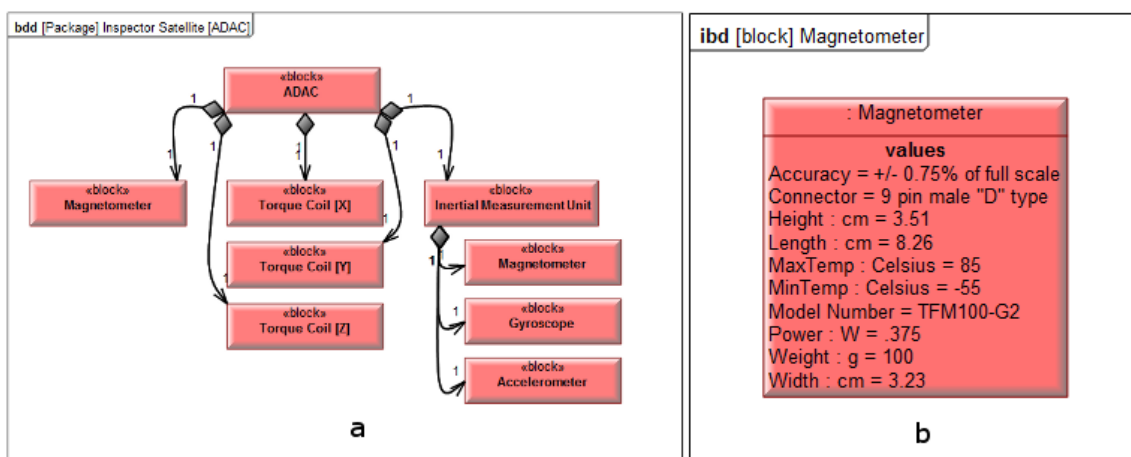 bdd [Package] Inspector Satellite [ADAC]
«block»
ADAC
1
1
1
1
1
1
1
1
1
1
«block»
Magnetometer
«block»
Torque Coil [X]
«block»
Inertial Measurement Unit
«block»
Torque Coil [Y]
«block»
Torque Coil [Z]
1
1
1
1
«block»
Magnetometer
«block»
Gyroscope
«block»
Accelerometer
a
ibd [block] Magnetometer
: Magnetometer
values
Accuracy = +/- 0.75% of full scale
Connector = 9 pin male "D" type
Height : cm = 3.51
Length : cm = 8.26
MaxTemp : Celsius = 85
MinTemp : Celsius = -55
Model Number = TFM100-G2
Power : W = .375
Weight : g = 100
Width : cm = 3.23
b